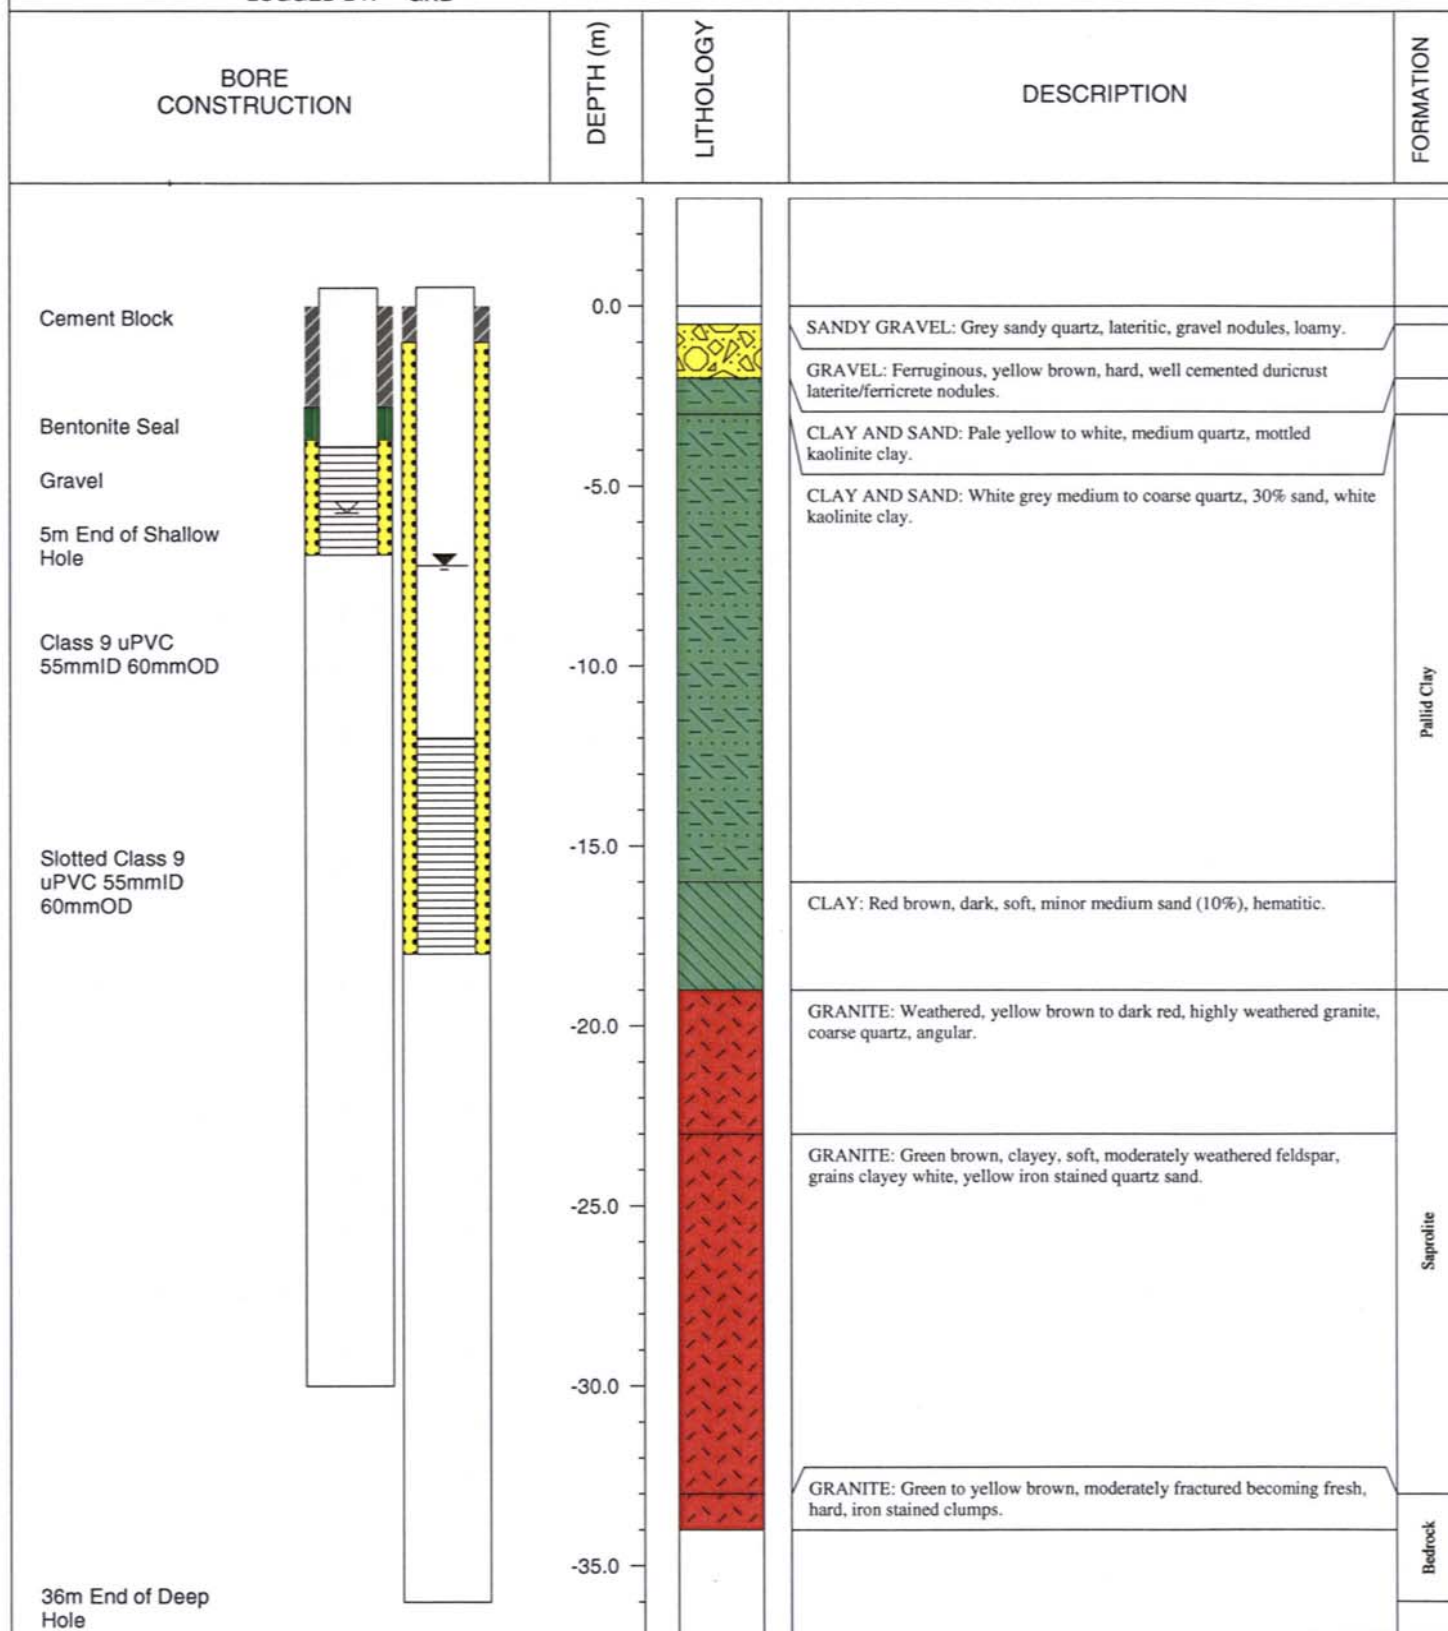 BORE
CONSTRUCTION
DEPTH (m)
LITHOLOGY
DESCRIPTION
FORMATION
Cement Block
Bentonite Seal
Gravel
5m End of Shallow
Hole
Class 9 uPVC
55mmID 60mmOD
Slotted Class 9
uPVC 55mmID
60mmOD
36m End of Deep
Hole
0.0
-5.0
-10.0
-15.0
-20.0
-25.0
-30.0
-35.0
SANDY GRAVEL: Grey sandy quartz, lateritic, gravel nodules, loamy.
GRAVEL: Ferruginous, yellow brown, hard, well cemented duricrust
laterite/ferricrete nodules.
CLAY AND SAND: Pale yellow to white, medium quartz, mottled
kaolinite clay.
CLAY AND SAND: White grey medium to coarse quartz, 30% sand, white
kaolinite clay.
CLAY: Red brown, dark, soft, minor medium sand (10%), hematitic.
GRANITE: Weathered, yellow brown to dark red, highly weathered granite,
coarse quartz, angular.
GRANITE: Green brown, clayey, soft, moderately weathered feldspar,
grains clayey white, yellow iron stained quartz sand.
GRANITE: Green to yellow brown, moderately fractured becoming fresh,
hard, iron stained clumps.
Pallid Clay
Saprolite
Bedrock